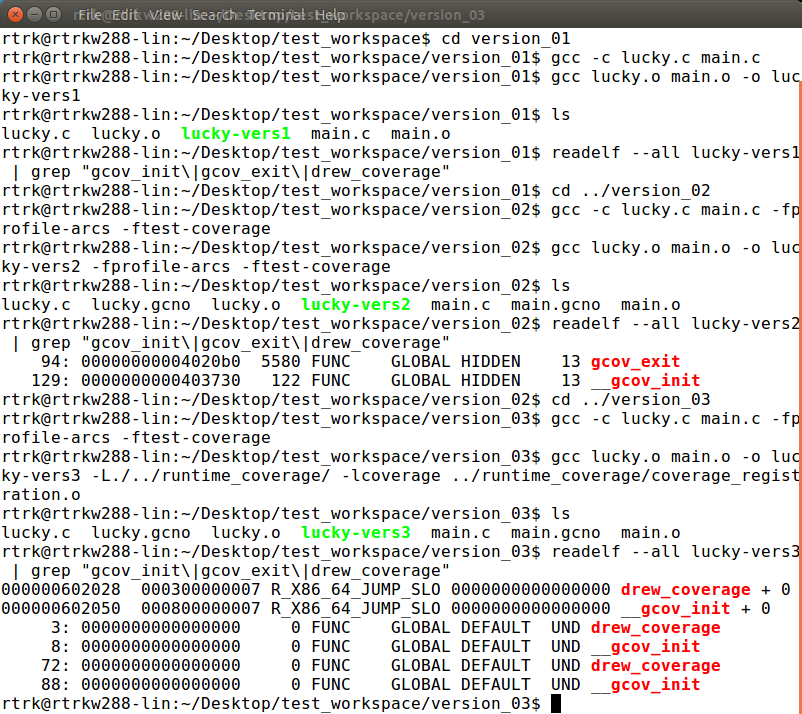 File Edit View Search Terminal Help
rtrk@rtrkw288-lin:~/Desktop/test_workspace$ cd version_01
rtrk@rtrkw288-lin:~/Desktop/test_workspace/version_01$ gcc -c lucky.c main.c
rtrk@rtrkw288-lin:~/Desktop/test_workspace/version_01$ gcc lucky.o main.o -o luc
ky-vers1
rtrk@rtrkw288-lin:~/Desktop/test_workspace/version_01$ ls
lucky.c  lucky.o  lucky-vers1  main.c  main.o
rtrk@rtrkw288-lin:~/Desktop/test_workspace/version_01$ readelf --all lucky-vers1
 | grep "gcov_init\|gcov_exit\|drew_coverage"
rtrk@rtrkw288-lin:~/Desktop/test_workspace/version_01$ cd ../version_02
rtrk@rtrkw288-lin:~/Desktop/test_workspace/version_02$ gcc -c lucky.c main.c -fp
rofile-arcs -ftest-coverage
rtrk@rtrkw288-lin:~/Desktop/test_workspace/version_02$ gcc lucky.o main.o -o luc
ky-vers2 -fprofile-arcs -ftest-coverage
rtrk@rtrkw288-lin:~/Desktop/test_workspace/version_02$ ls
lucky.c  lucky.gcno  lucky.o  lucky-vers2  main.c  main.gcno  main.o
rtrk@rtrkw288-lin:~/Desktop/test_workspace/version_02$ readelf --all lucky-vers2
 | grep "gcov_init\|gcov_exit\|drew_coverage"
    94: 00000000004020b0  5580 FUNC    GLOBAL HIDDEN    13 gcov_exit
   129: 0000000000403730   122 FUNC    GLOBAL HIDDEN    13 __gcov_init
rtrk@rtrkw288-lin:~/Desktop/test_workspace/version_02$ cd ../version_03
rtrk@rtrkw288-lin:~/Desktop/test_workspace/version_03$ gcc -c lucky.c main.c -fp
rofile-arcs -ftest-coverage
rtrk@rtrkw288-lin:~/Desktop/test_workspace/version_03$ gcc lucky.o main.o -o luc
ky-vers3 -L./../runtime_coverage/ -lcoverage ../runtime_coverage/coverage_regist
ration.o
rtrk@rtrkw288-lin:~/Desktop/test_workspace/version_03$ ls
lucky.c  lucky.gcno  lucky.o  lucky-vers3  main.c  main.gcno  main.o
rtrk@rtrkw288-lin:~/Desktop/test_workspace/version_03$ readelf --all lucky-vers3
 | grep "gcov_init\|gcov_exit\|drew_coverage"
000000602028  000300000007 R_X86_64_JUMP_SLO 0000000000000000 drew_coverage + 0
000000602050  000800000007 R_X86_64_JUMP_SLO 0000000000000000 __gcov_init + 0
     3: 0000000000000000     0 FUNC    GLOBAL DEFAULT  UND drew_coverage
     8: 0000000000000000     0 FUNC    GLOBAL DEFAULT  UND __gcov_init
    72: 0000000000000000     0 FUNC    GLOBAL DEFAULT  UND drew_coverage
    88: 0000000000000000     0 FUNC    GLOBAL DEFAULT  UND __gcov_init
rtrk@rtrkw288-lin:~/Desktop/test_workspace/version_03$